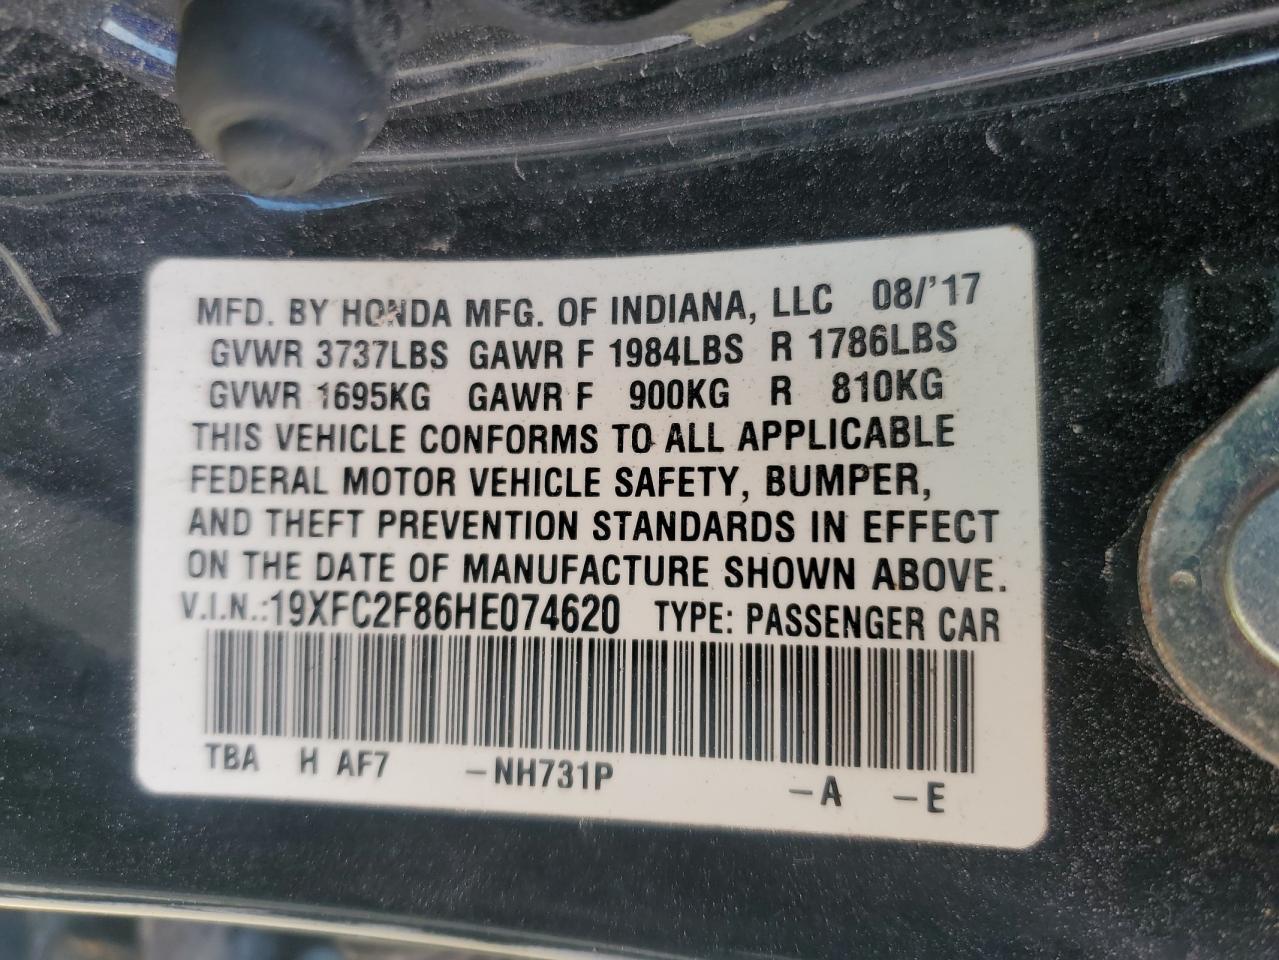 MFD. BY HONDA MFG. OF INDIANA, LLC 08/'17
GVWR 3737LBS GAWR F 1984LBS R 1786LBS
GVWR 1695KG GAWR F 900KG R 810KG
THIS VEHICLE CONFORMS TO ALL APPLICABLE
FEDERAL MOTOR VEHICLE SAFETY, BUMPER,
AND THEFT PREVENTION STANDARDS IN EFFECT
ON THE DATE OF MANUFACTURE SHOWN ABOVE.
V.I.N.:19XFC2F86HE074620 TYPE: PASSENGER CAR
TBA H AF7 -NH731P -A -E